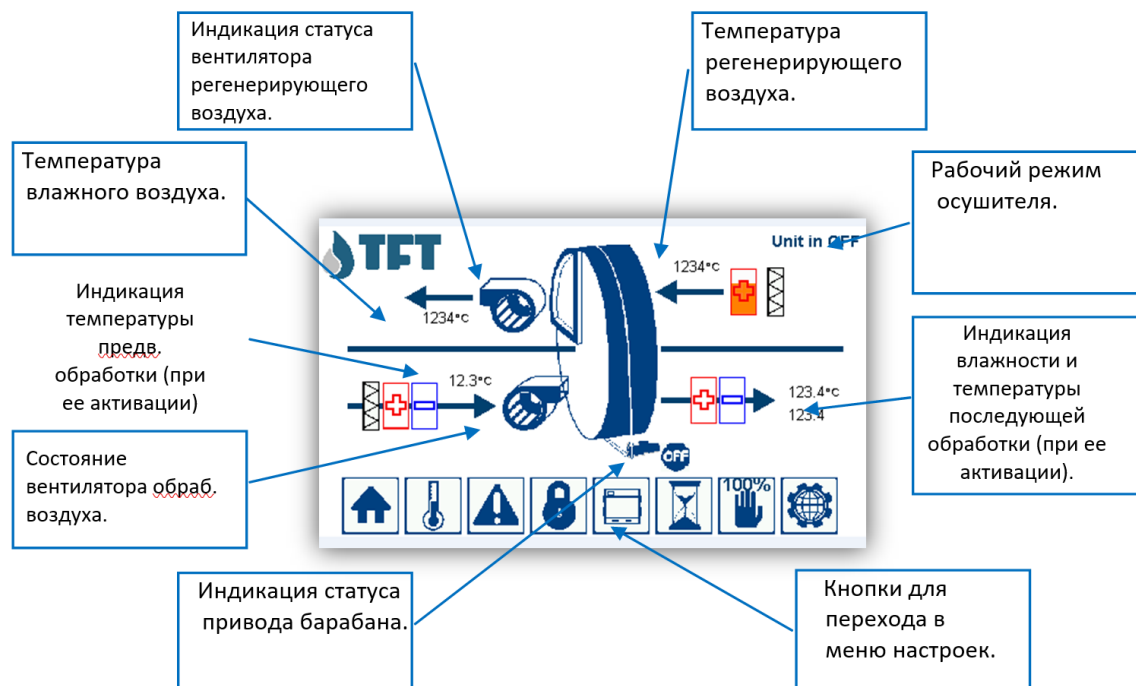 Индикация статуса
вентилятора
регенерирующего
воздуха.
Температура
регенерирующего
воздуха.
Температура
влажного воздуха.
Рабочий режим
осушителя.
TFT
Unit in OFF
1234°c
1234°c
Индикация
температуры
предв.
обработки (при
ее активации)
12.3°c
123.4°c
123.4
Индикация
влажности и
температуры
последующей
обработки (при ее
активации).
Состояние
вентилятора обраб.
воздуха.
OFF
100%
Индикация статуса
привода барабана.
Кнопки для
перехода в
меню настроек.